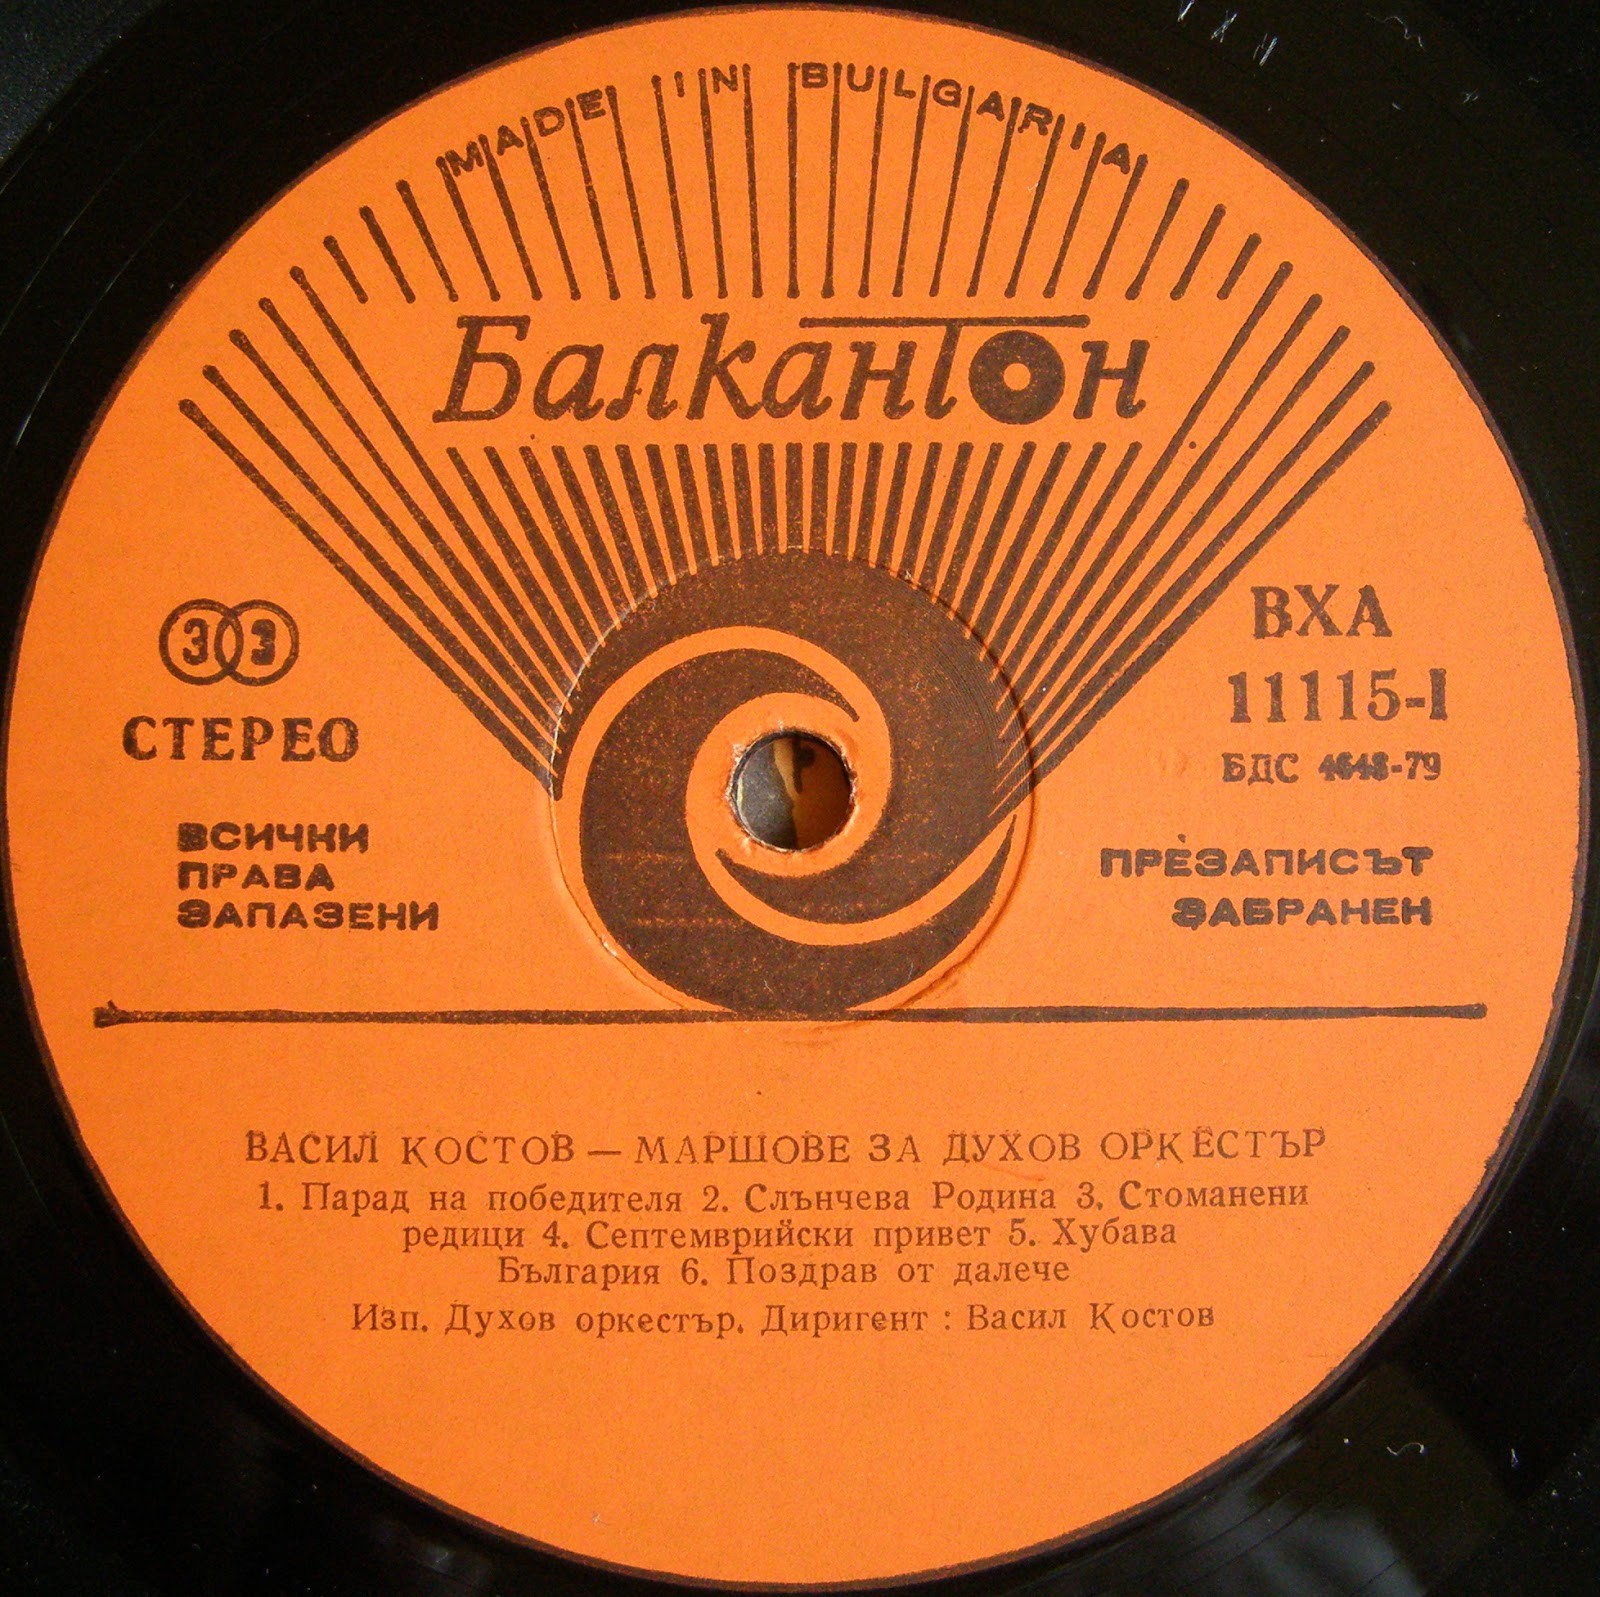 MADE IN BULGARIA
Балкантон
33
СТЕРЕО
ВСИЧКИ
ПРАВА
ЗАПАЗЕНИ
ВХА
11115-I
БДС 4648-79
ПРЕЗАПИСЪТ
ЗАБРАНЕН
ВАСИЛ КОСТОВ — МАРШОВЕ ЗА ДУХОВ ОРКЕСТЪР
1. Парад на победителя 2. Слънчева Родина 3. Стоманени
редици 4. Септемврийски привет 5. Хубава
България 6. Поздрав от далече
Изп. Духов оркестър. Диригент : Васил Костов